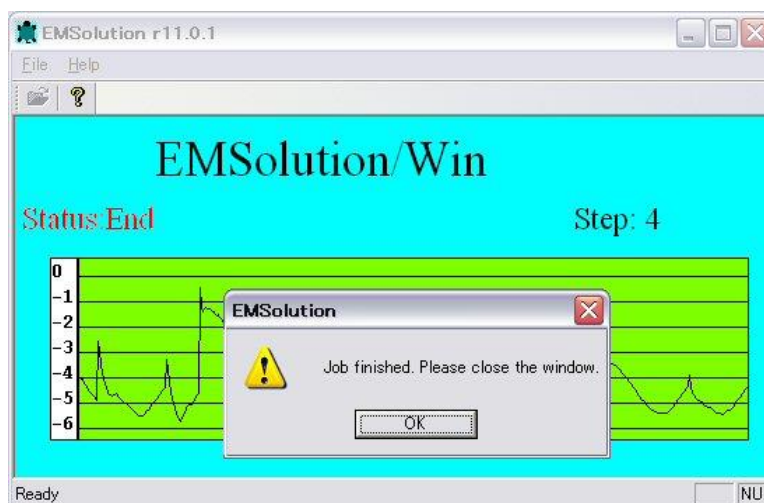 EMSolution r11.0.1
File Help
EMSolution/Win
Status:End Step: 4
0
-1
-2
-3
-4
-5
-6
EMSolution
Job finished. Please close the window.
OK
Ready NU